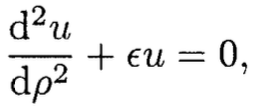 d²u/dρ² + ϵu = 0,